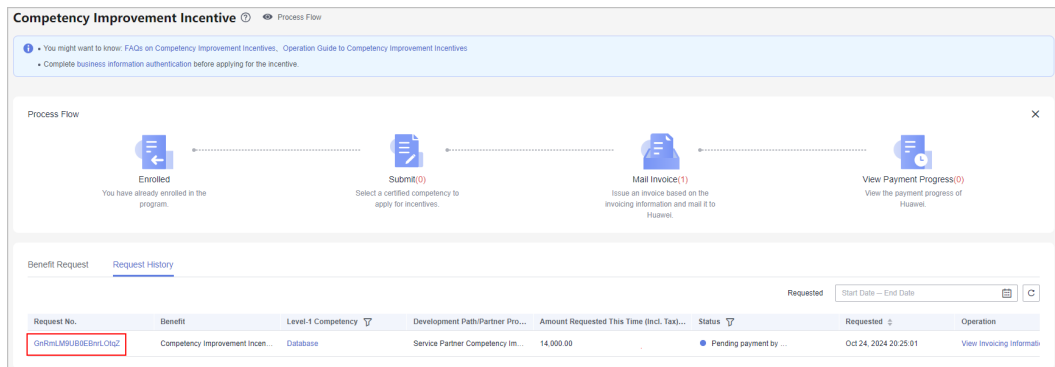 Competency Improvement Incentive Process Flow
• You might want to know: FAQs on Competency Improvement Incentives、 Operation Guide to Competency Improvement Incentives
• Complete business information authentication before applying for the incentive.
Process Flow
Enrolled
You have already enrolled in the
program.
Submit(0)
Select a certified competency to
apply for incentives.
Mail Invoice(1)
Issue an invoice based on the
invoicing information and mail it to
Huawei.
View Payment Progress(0)
View the payment progress of
Huawei.
Benefit Request Request History
Requested Start Date – End Date
Request No. Benefit Level-1 Competency Development Path/Partner Pro... Amount Requested This Time (Incl. Tax)... Status Requested Operation
GnRmLM9UB0EBnrLOtqZ Competency Improvement Incen... Database Service Partner Competency Im... 14,000.00 Pending payment by ... Oct 24, 2024 20:25:01 View Invoicing Informati